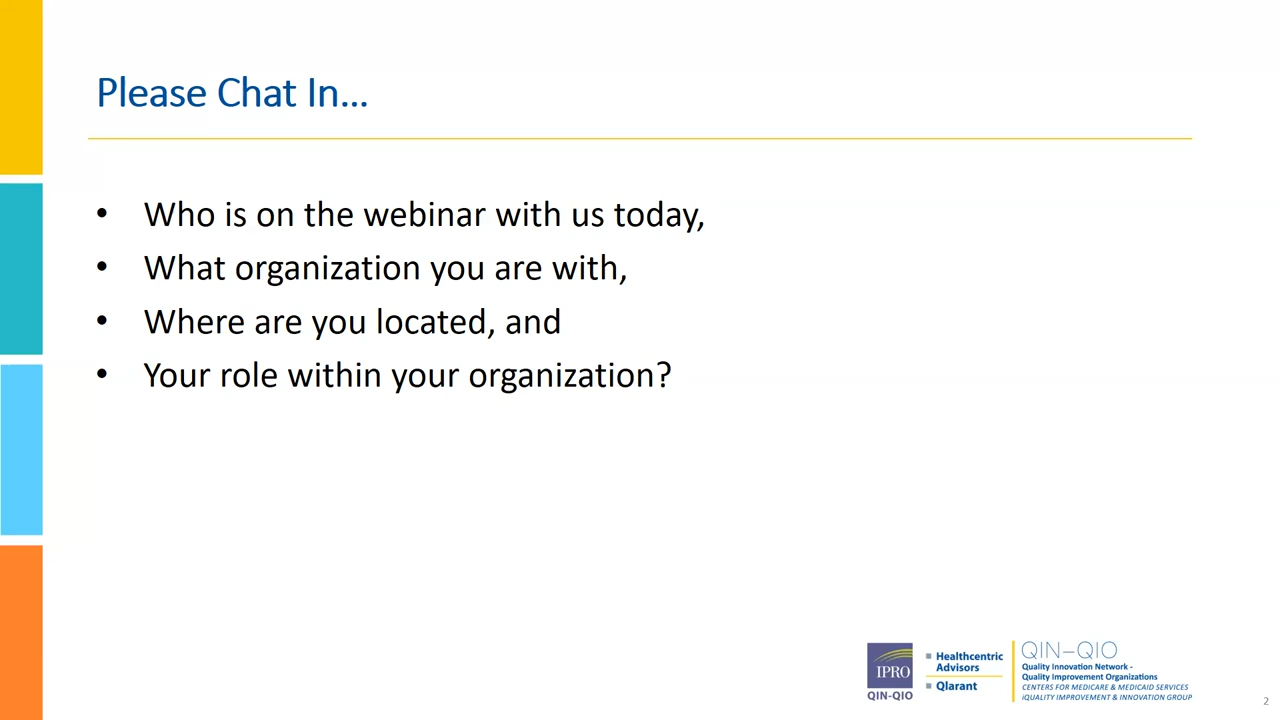 Please Chat In…
• Who is on the webinar with us today,
• What organization you are with,
• Where are you located, and
• Your role within your organization?
IPRO
QIN-QIO
Healthcentric
Advisors
Qlarant
QIN–QIO
Quality Innovation Network -
Quality Improvement Organizations
CENTERS FOR MEDICARE & MEDICAID SERVICES
iQUALITY IMPROVEMENT & INNOVATION GROUP
2